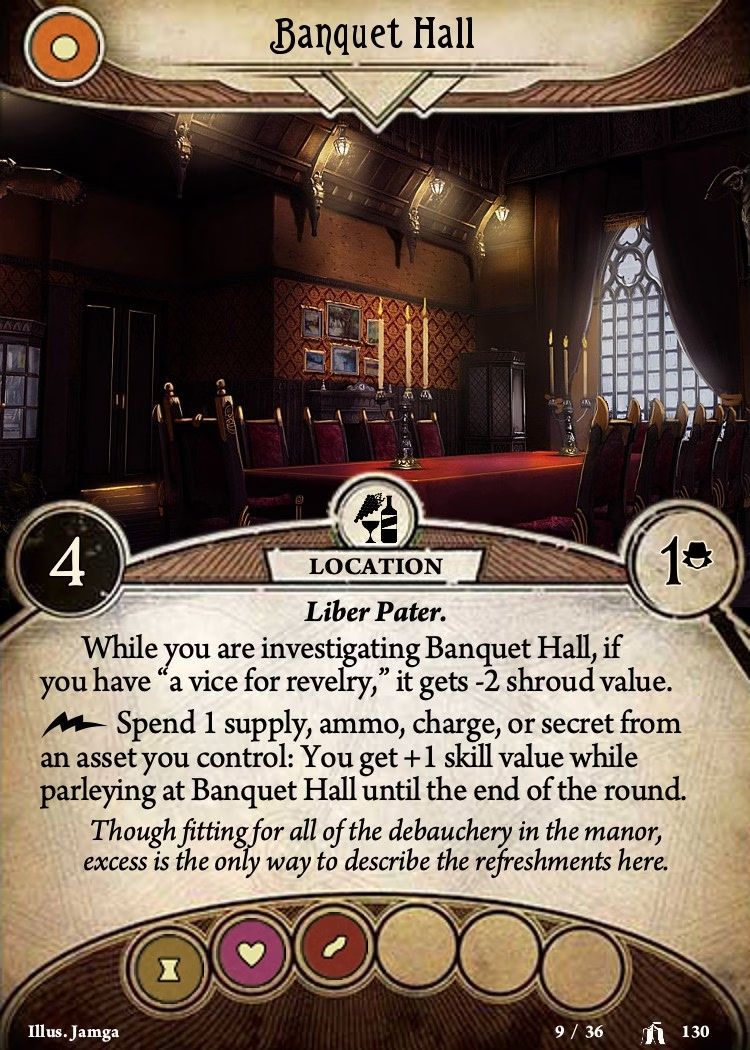 Banquet Hall
4
1
LOCATION
Liber Pater.
While you are investigating Banquet Hall, if
you have “a vice for revelry,” it gets -2 shroud value.
Spend 1 supply, ammo, charge, or secret from
an asset you control: You get +1 skill value while
parleying at Banquet Hall until the end of the round.
Though fitting for all of the debauchery in the manor,
excess is the only way to describe the refreshments here.
Illus. Jamga
9 / 36
130